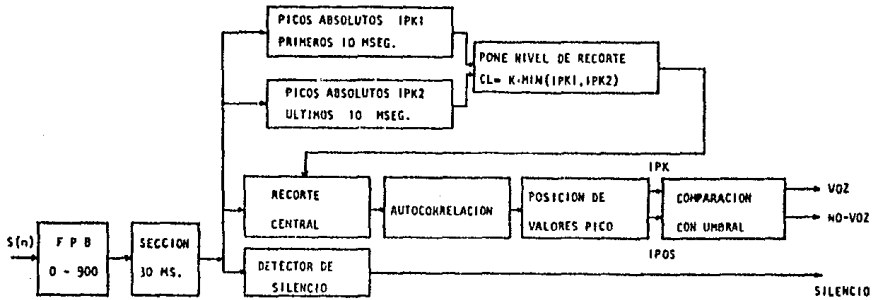 PICOS ABSOLUTOS IPK1
PRIMEROS 10 MSEG.
PICOS ABSOLUTOS IPK2
ULTIMOS 10 MSEG.
PONE NIVEL DE RECORTE
CL= K·MIN(IPK1,IPK2)
RECORTE
CENTRAL
AUTOCORRELACION
POSICION DE
VALORES PICO
IPK
IPOS
COMPARACION
CON UMBRAL
VOZ
NO-VOZ
S(n)
F P B
0 - 900
SECCION
30 MS.
DETECTOR DE
SILENCIO
SILENCIO